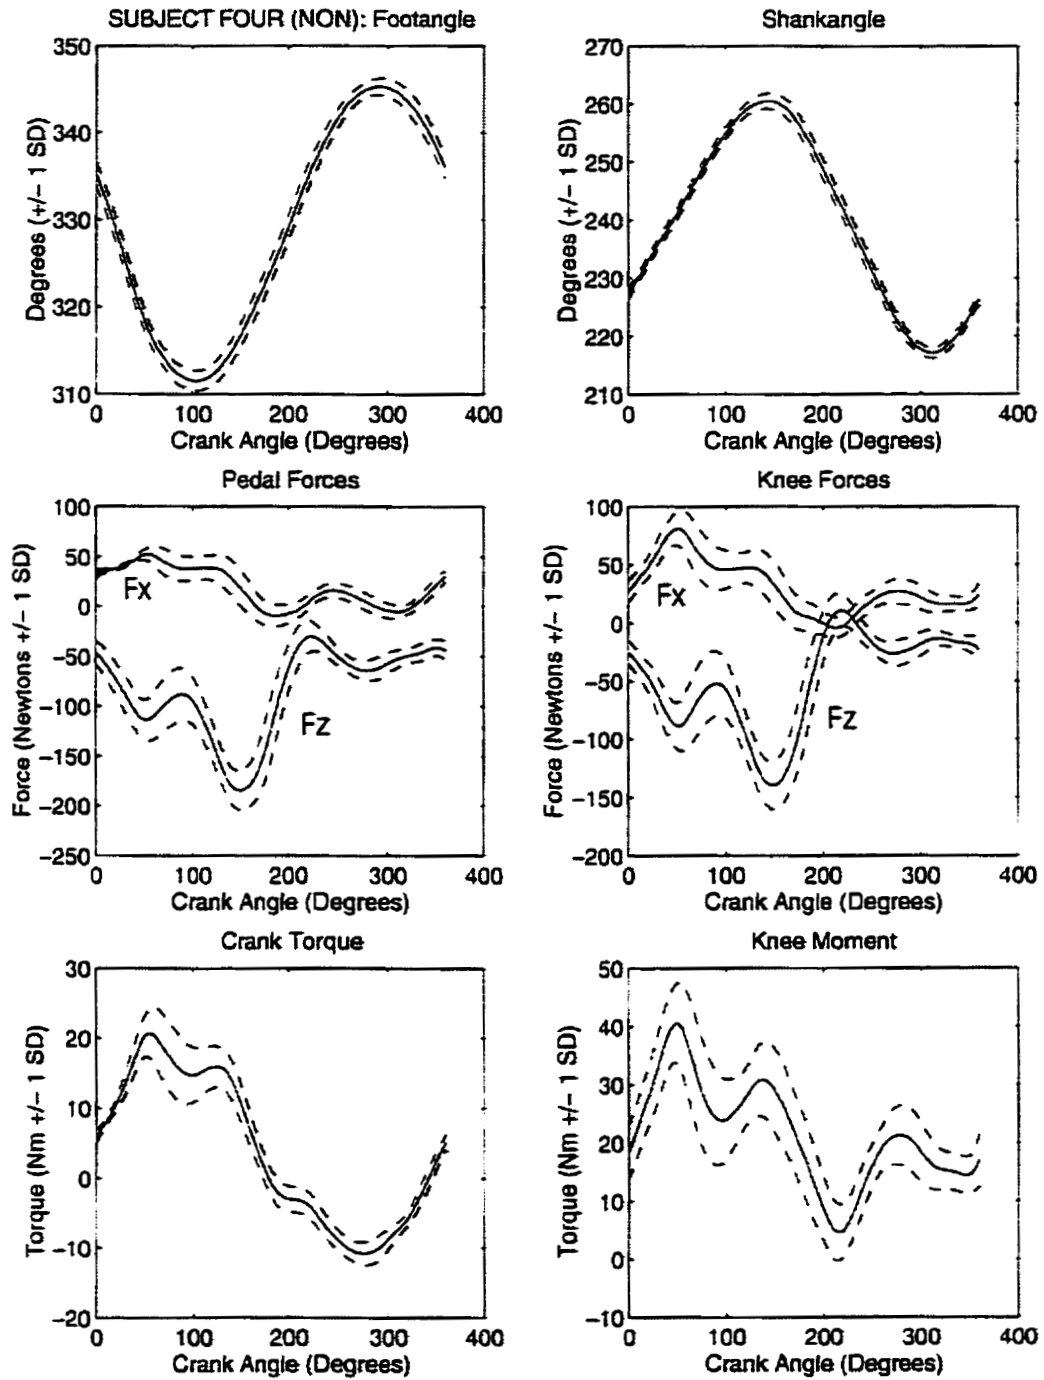 SUBJECT FOUR (NON): Footangle
350
340
330
320
310
Degrees (+/- 1 SD)
0 100 200 300 400
Crank Angle (Degrees)
Shankangle
270
260
250
240
230
220
210
Degrees (+/- 1 SD)
0 100 200 300 400
Crank Angle (Degrees)
Pedal Forces
100
50
0
-50
-100
-150
-200
-250
Force (Newtons +/- 1 SD)
Fx
Fz
0 100 200 300 400
Crank Angle (Degrees)
Knee Forces
100
50
0
-50
-100
-150
-200
Force (Newtons +/- 1 SD)
Fx
Fz
0 100 200 300 400
Crank Angle (Degrees)
Crank Torque
30
20
10
0
-10
-20
Torque (Nm +/- 1 SD)
0 100 200 300 400
Crank Angle (Degrees)
Knee Moment
50
40
30
20
10
0
-10
Torque (Nm +/- 1 SD)
0 100 200 300 400
Crank Angle (Degrees)